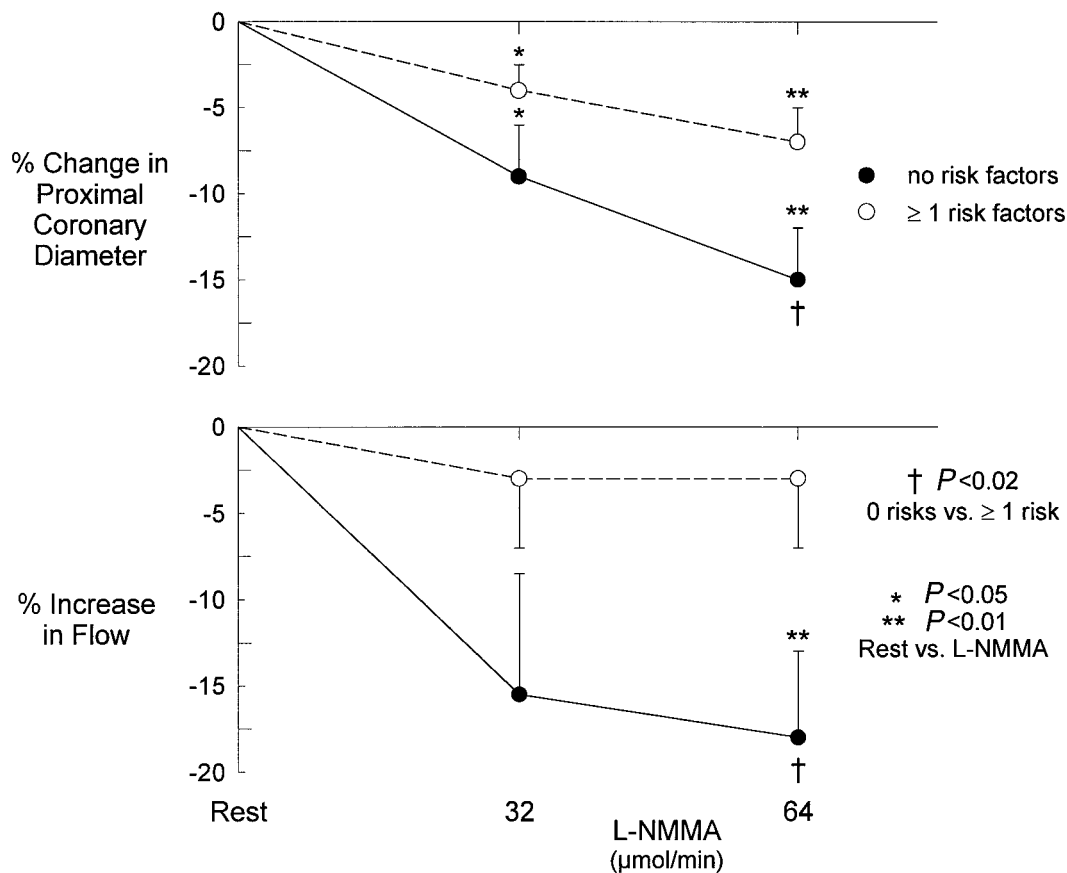 0
-5
-10
-15
-20
% Change in
Proximal
Coronary
Diameter
*
*
**
**
†
no risk factors
≥ 1 risk factors
0
-5
-10
-15
-20
% Increase
in Flow
**
†
† P<0.02
0 risks vs. ≥ 1 risk
* P<0.05
** P<0.01
Rest vs. L-NMMA
Rest 32 64
L-NMMA
(μmol/min)